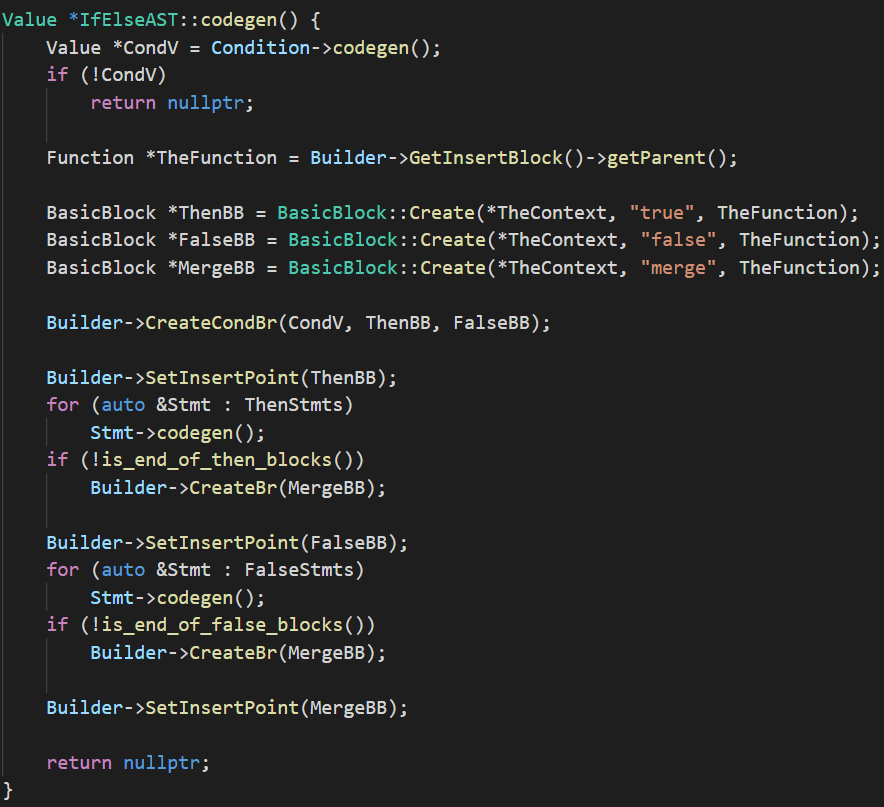 Value *IfElseAST::codegen() {
    Value *CondV = Condition->codegen();
    if (!CondV)
        return nullptr;

    Function *TheFunction = Builder->GetInsertBlock()->getParent();

    BasicBlock *ThenBB = BasicBlock::Create(*TheContext, "true", TheFunction);
    BasicBlock *FalseBB = BasicBlock::Create(*TheContext, "false", TheFunction);
    BasicBlock *MergeBB = BasicBlock::Create(*TheContext, "merge", TheFunction);

    Builder->CreateCondBr(CondV, ThenBB, FalseBB);

    Builder->SetInsertPoint(ThenBB);
    for (auto &Stmt : ThenStmts)
        Stmt->codegen();
    if (!is_end_of_then_blocks())
        Builder->CreateBr(MergeBB);

    Builder->SetInsertPoint(FalseBB);
    for (auto &Stmt : FalseStmts)
        Stmt->codegen();
    if (!is_end_of_false_blocks())
        Builder->CreateBr(MergeBB);

    Builder->SetInsertPoint(MergeBB);

    return nullptr;
}